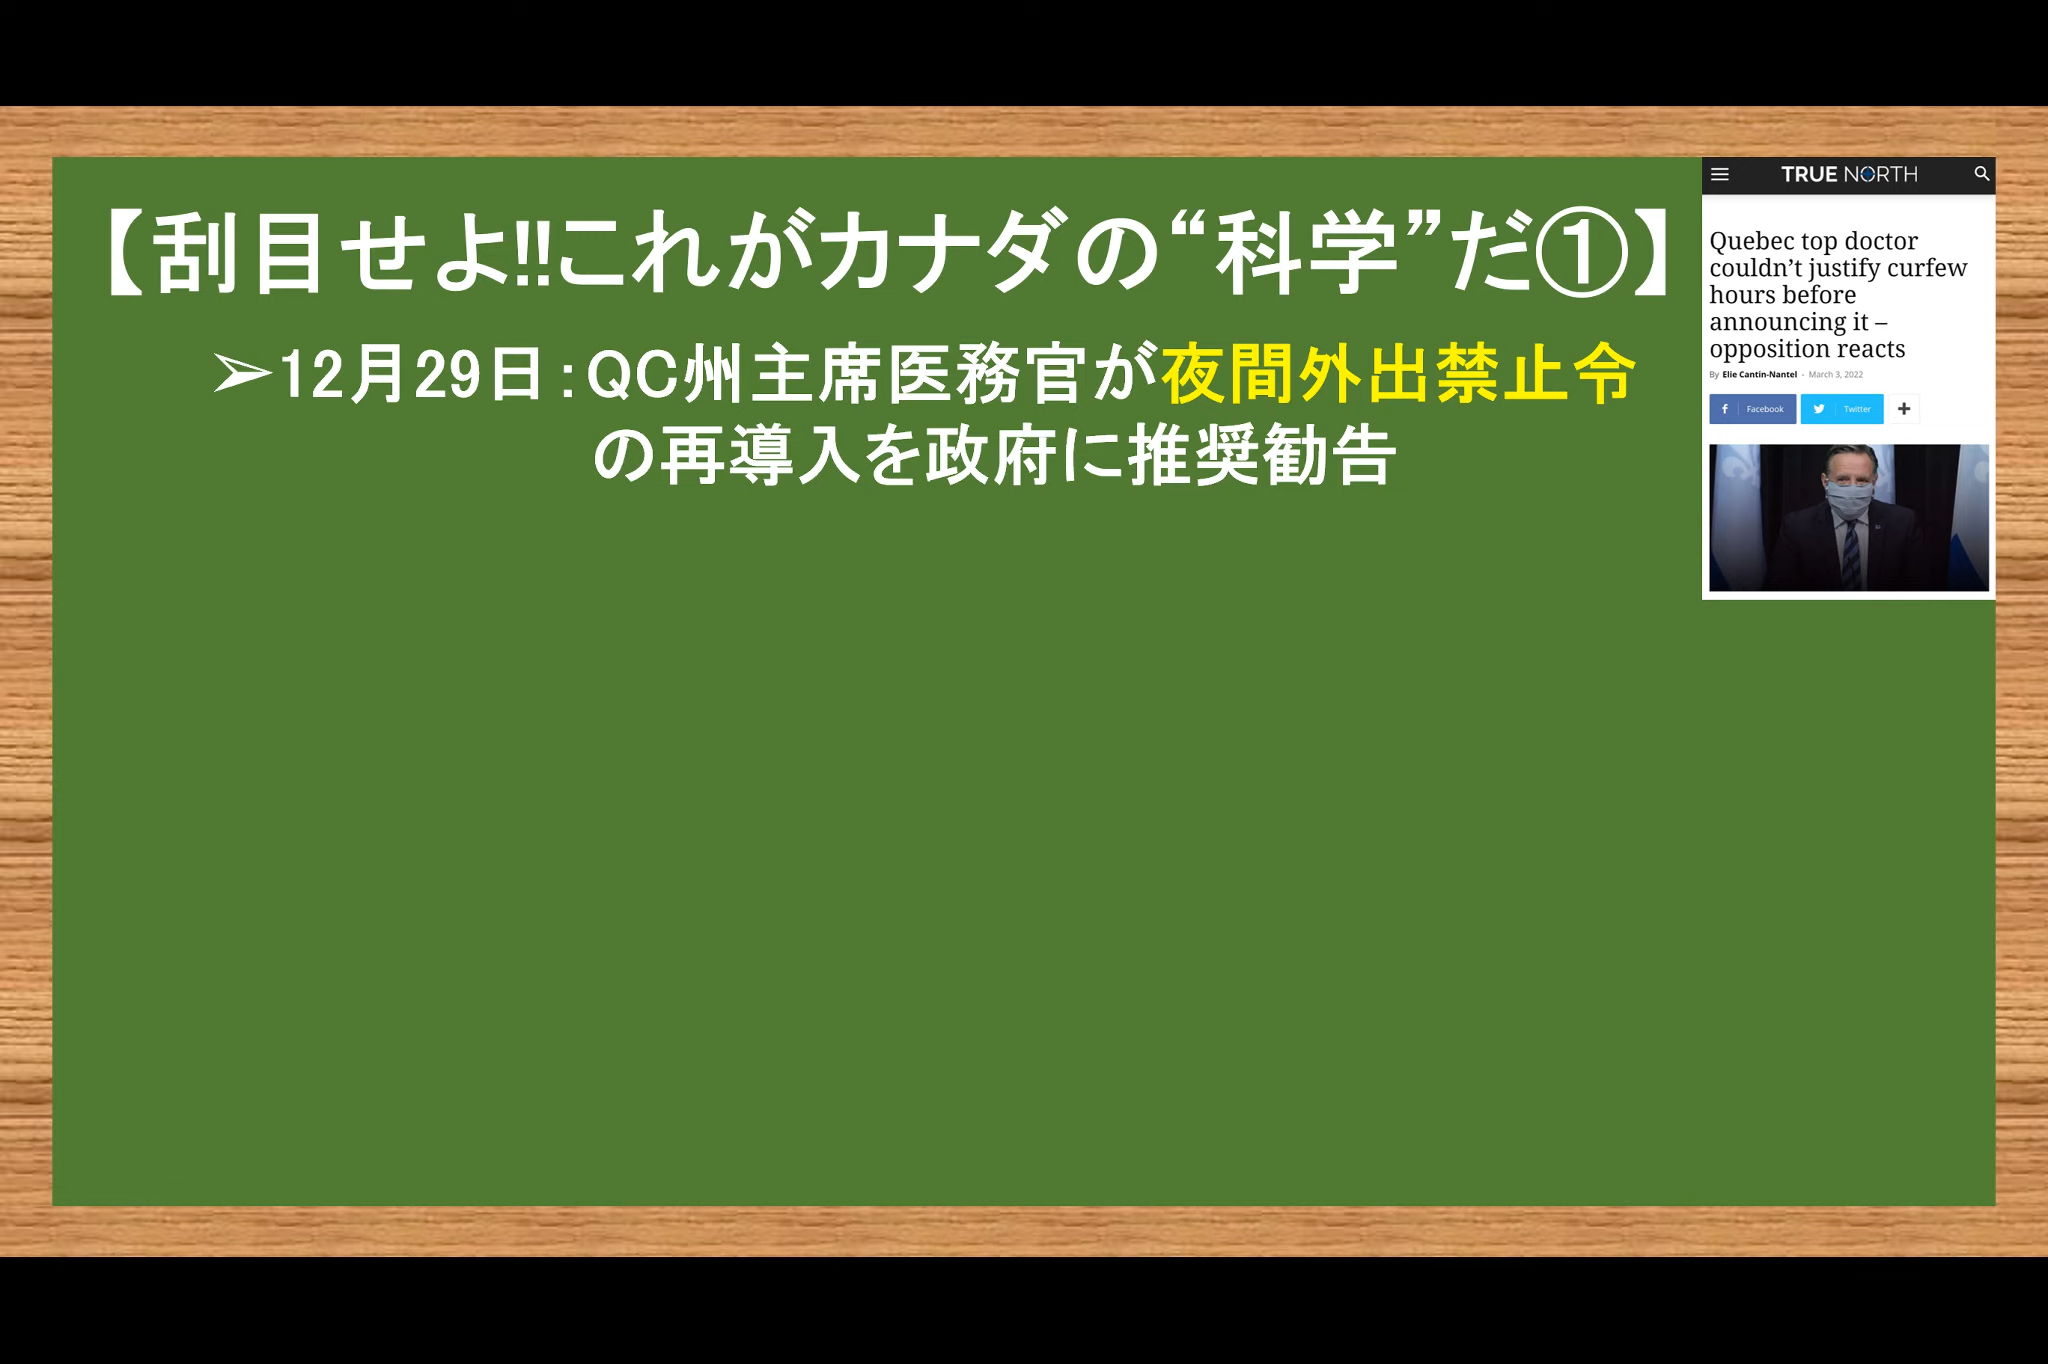 【刮目せよ!!これがカナダの“科学”だ①】
➢12月29日：QC州主席医務官が夜間外出禁止令
の再導入を政府に推奨勧告
TRUE NORTH
Quebec top doctor
couldn’t justify curfew
hours before
announcing it –
opposition reacts
By Elie Cantin-Nantel - March 3, 2022
Facebook
Twitter